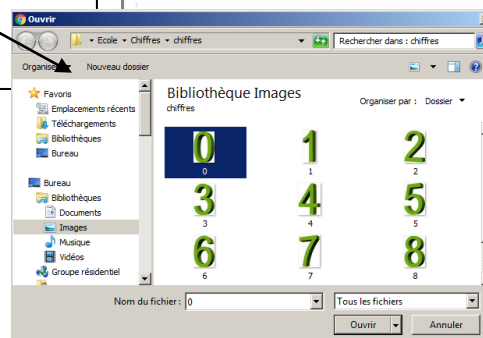 Ouvrir
Ecole Chiffres chiffres
Rechercher dans : chiffres
Nouveau dossier
Favoris
Emplacements récents
Téléchargements
Bibliothèques
Bureau
Bureau
Bibliothèques
Documents
Images
Musique
Vidéos
Groupe résidentiel
Bibliothèque Images
chiffres
Organiser par : Dossier
0 1 2
0 1 2
3 4 5
3 4 5
6 7 8
6 7 8
Nom du fichier : 0
Tous les fichiers
Ouvrir Annuler